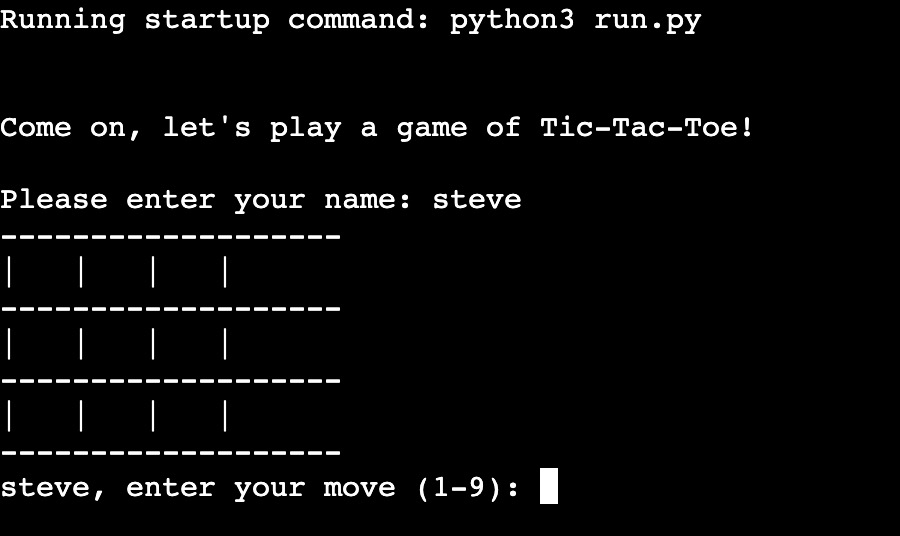 Running startup command: python3 run.py
Come on, let's play a game of Tic-Tac-Toe!
Please enter your name: steve
-------------------
|   |   |   |
-------------------
|   |   |   |
-------------------
|   |   |   |
-------------------
steve, enter your move (1-9):